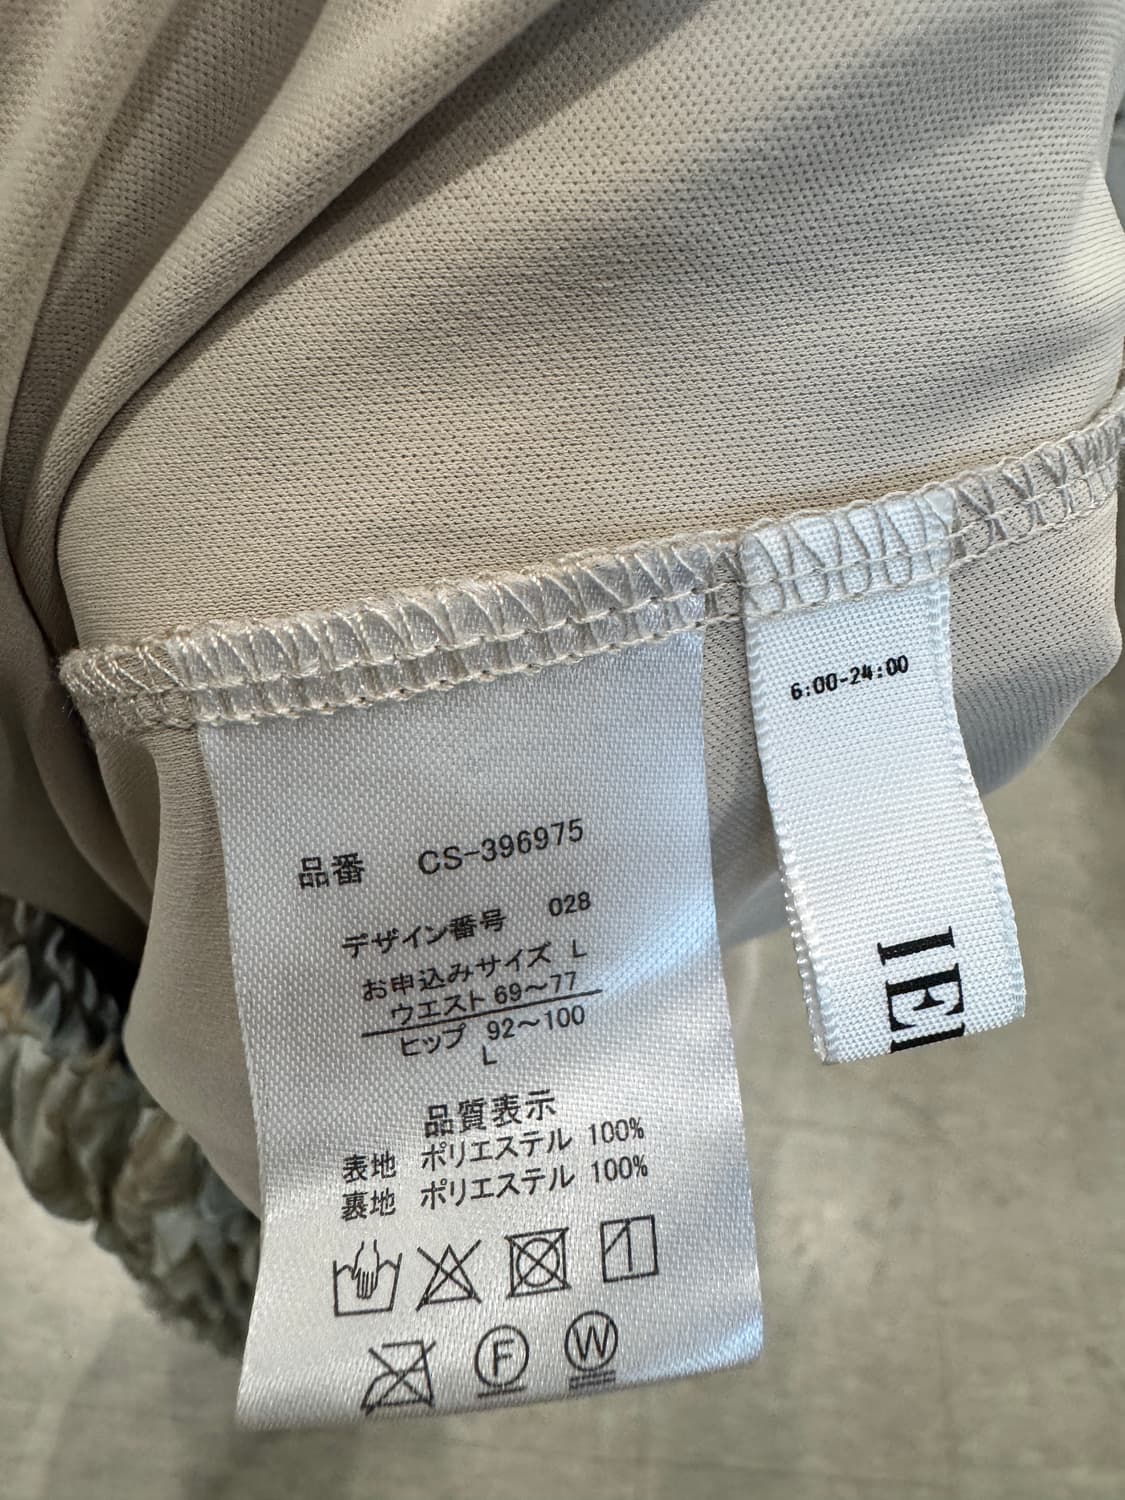 品番 CS-396975
デザイン番号 028
お申込みサイズ L
ウエスト 69～77
ヒップ 92～100
L
品質表示
表地 ポリエステル 100%
裏地 ポリエステル 100%
F W
6:00-24:00